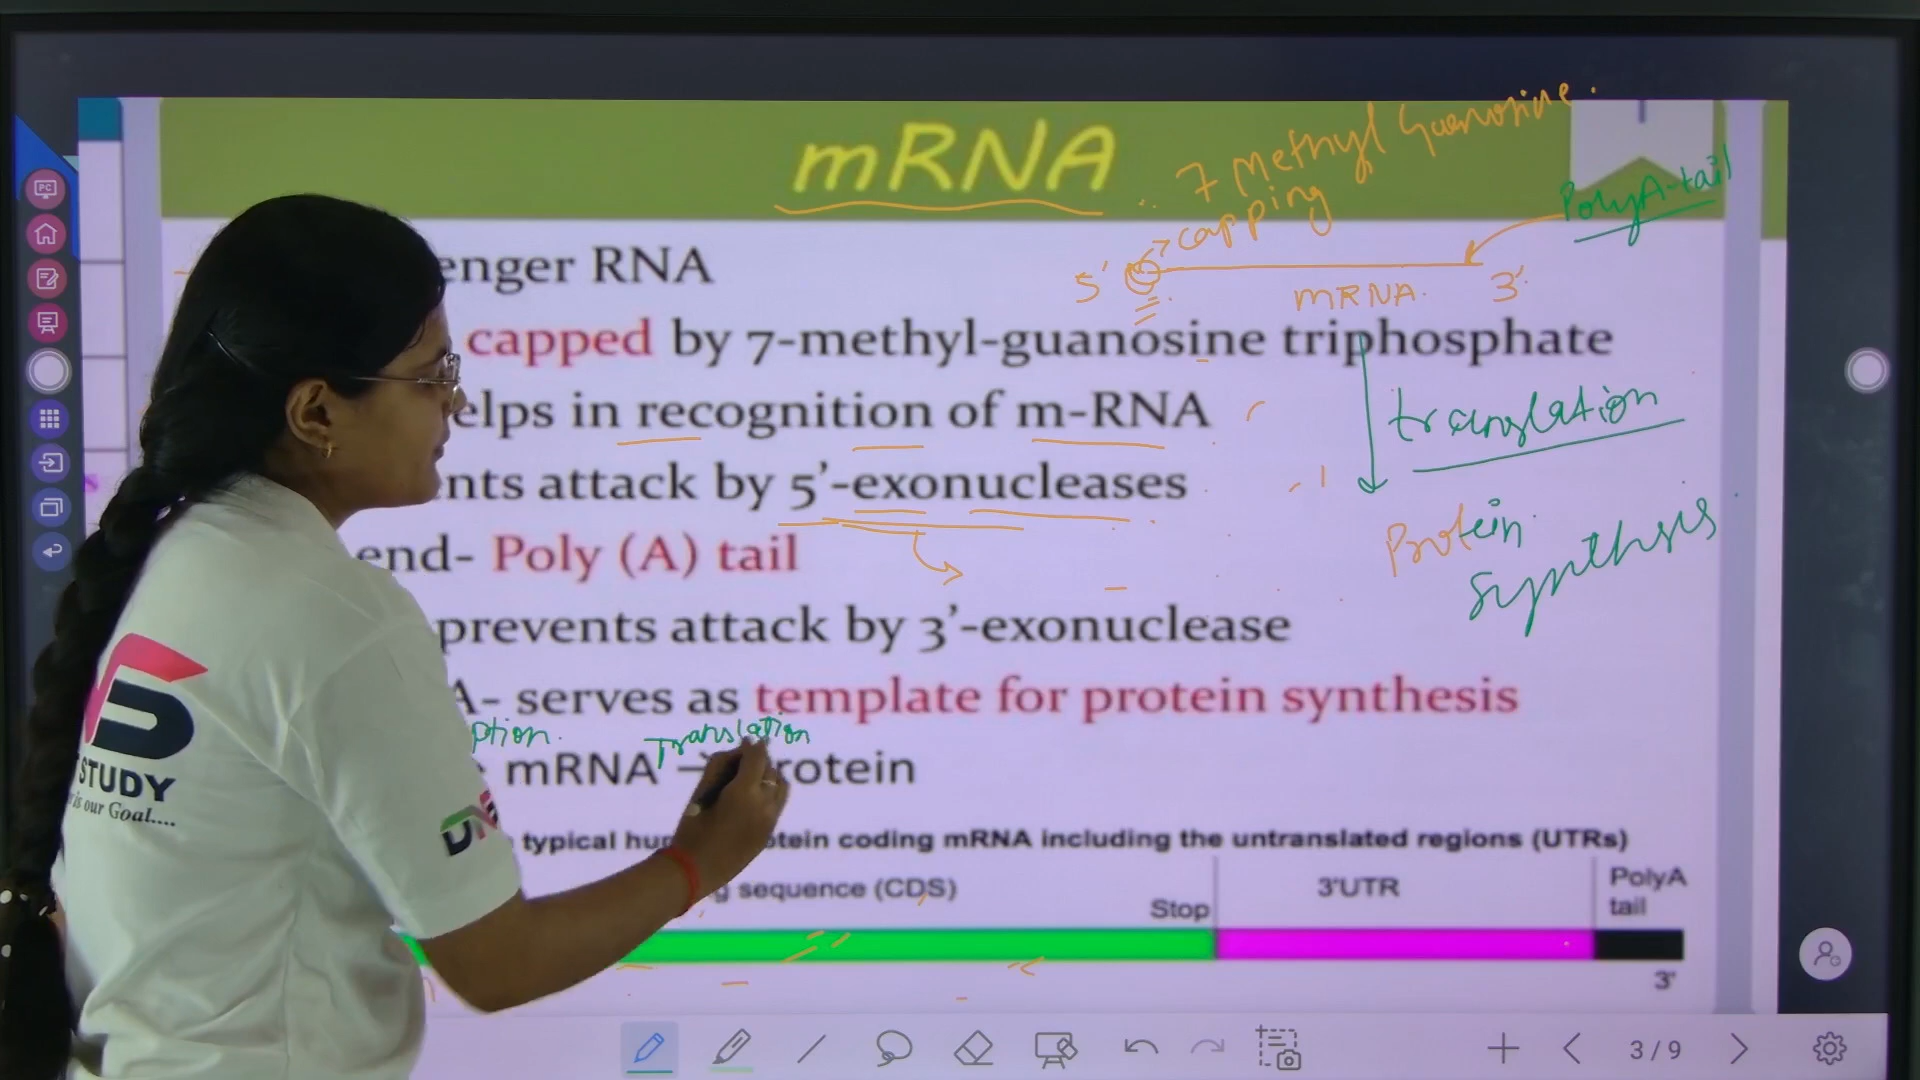 mRNA
7 Methyl Guanosine.
capping
PolyA-tail
enger RNA
5' mRNA. 3'
capped by 7-methyl-guanosine triphosphate
elps in recognition of m-RNA
translation
nts attack by 5'-exonucleases
Protein
Synthsis
end- Poly (A) tail
prevents attack by 3'-exonuclease
A- serves as template for protein synthesis
ption. Translation
mRNA → rotein
typical hu otein coding mRNA including the untranslated regions (UTRs)
g sequence (CDS) Stop 3'UTR PolyA
tail
3'
3/9
PC
STUDY
r is our Goal....